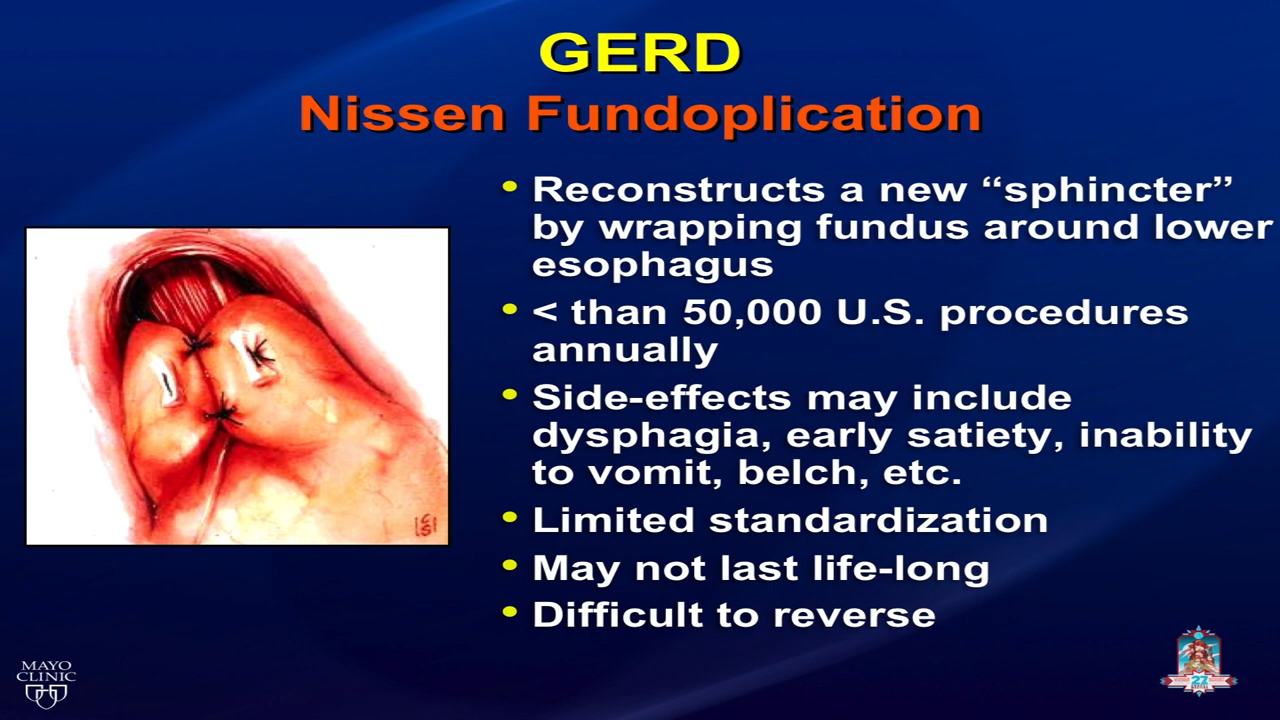 GERD
Nissen Fundoplication
• Reconstructs a new “sphincter”
by wrapping fundus around lower
esophagus
• < than 50,000 U.S. procedures
annually
• Side-effects may include
dysphagia, early satiety, inability
to vomit, belch, etc.
• Limited standardization
• May not last life-long
• Difficult to reverse
MAYO
CLINIC
27